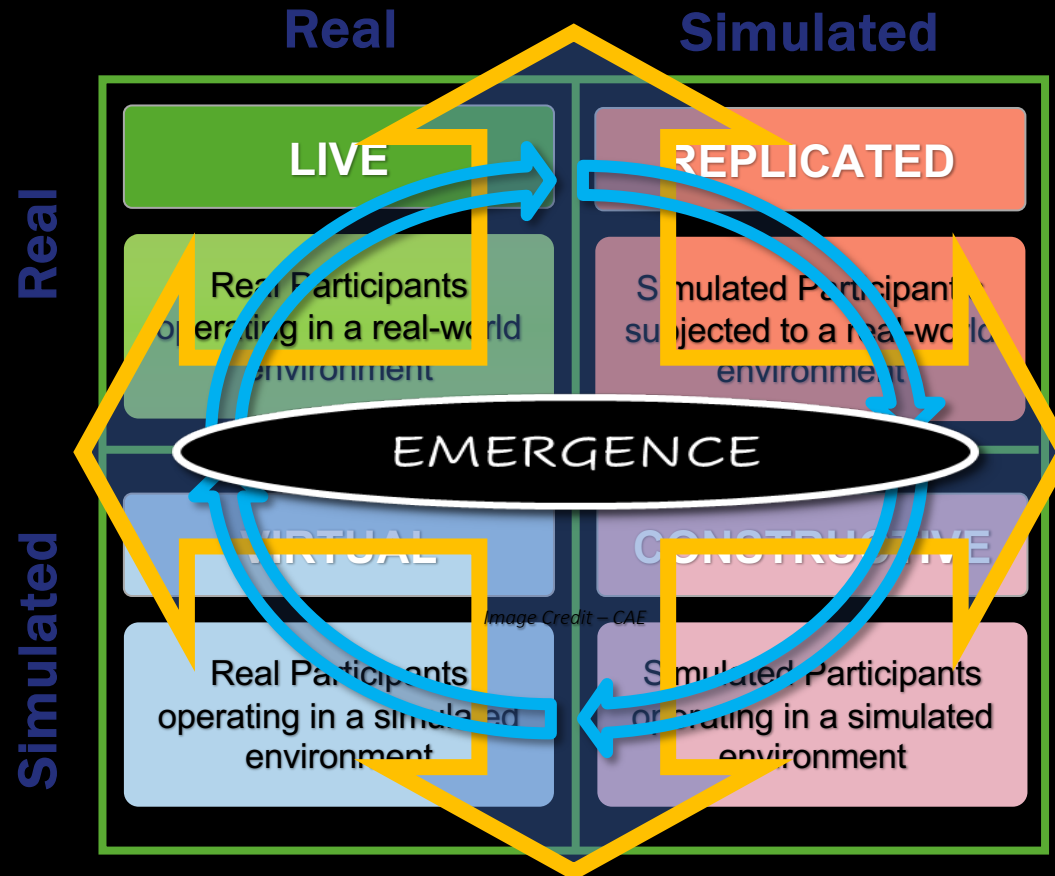 Real
Simulated
Real
LIVE
REPLICATED
Real Participants
operating in a real-world
environment
Simulated Participants
subjected to a real-world
environment
EMERGENCE
Simulated
VIRTUAL
CONSTRUCTIVE
Image Credit – CAE
Real Participants
operating in a simulated
environment
Simulated Participants
operating in a simulated
environment